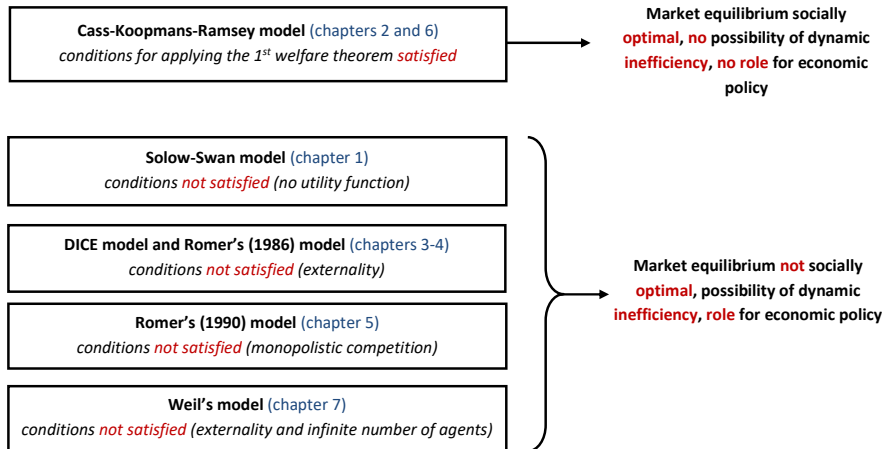 Cass-Koopmans-Ramsey model (chapters 2 and 6)
conditions for applying the 1st welfare theorem satisfied
Market equilibrium socially
optimal, no possibility of dynamic
inefficiency, no role for economic
policy
Solow-Swan model (chapter 1)
conditions not satisfied (no utility function)
DICE model and Romer's (1986) model (chapters 3-4)
conditions not satisfied (externality)
Romer's (1990) model (chapter 5)
conditions not satisfied (monopolistic competition)
Weil's model (chapter 7)
conditions not satisfied (externality and infinite number of agents)
Market equilibrium not socially
optimal, possibility of dynamic
inefficiency, role for economic policy